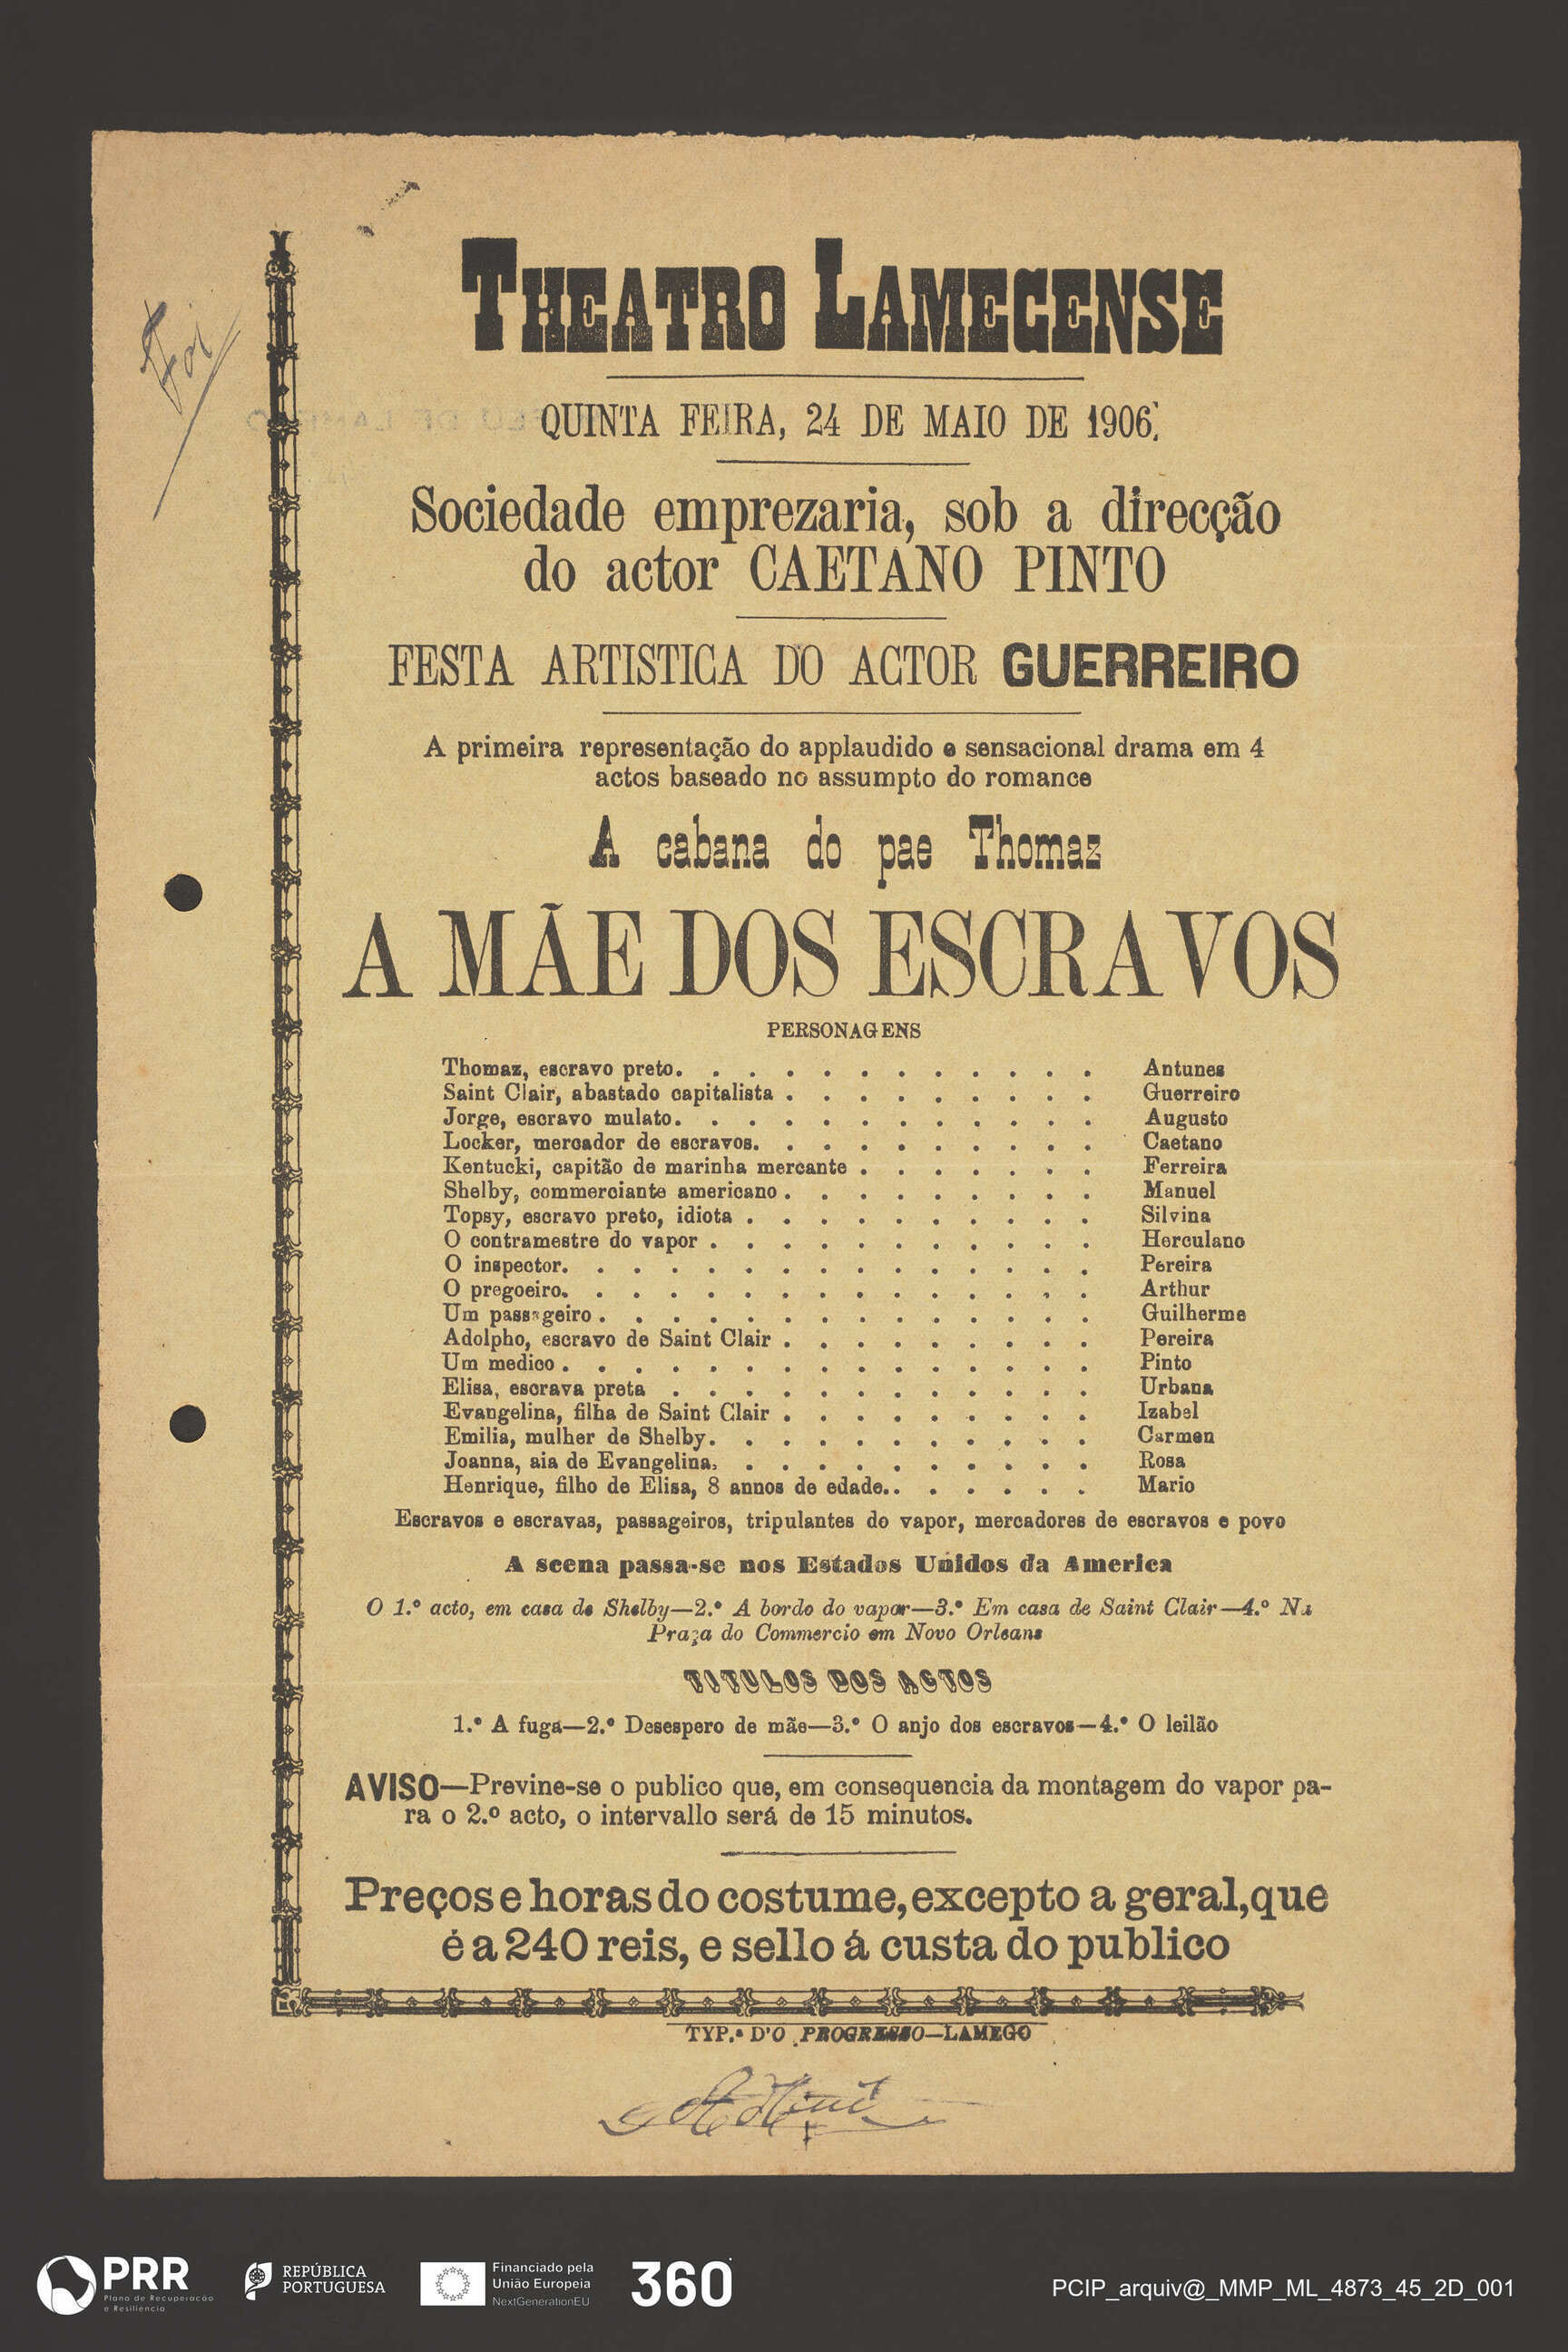 THEATRO LAMECENSE
Foi
QUINTA FEIRA, 24 DE MAIO DE 1906.
Sociedade emprezaria, sob a direcção
do actor CAETANO PINTO
FESTA ARTISTICA DO ACTOR GUERREIRO
A primeira representação do applaudido e sensacional drama em 4
actos baseado no assumpto do romance
A cabana do pae Thomaz
A MÃE DOS ESCRAVOS
PERSONAGENS
Thomaz, escravo preto. . . . . . . . . . . . Antunes
Saint Clair, abastado capitalista . . . . . . . . . Guerreiro
Jorge, escravo mulato. . . . . . . . . . . . Augusto
Locker, mercador de escravos. . . . . . . . . . Caetano
Kentucki, capitão de marinha mercante . . . . . . . Ferreira
Shelby, commerciante americano . . . . . . . . . Manuel
Topsy, escravo preto, idiota . . . . . . . . . . Silvina
O contramestre do vapor . . . . . . . . . . . Herculano
O inspector. . . . . . . . . . . . . . . Pereira
O pregoeiro. . . . . . . . . . . . . . . Arthur
Um passageiro . . . . . . . . . . . . . . Guilherme
Adolpho, escravo de Saint Clair . . . . . . . . . Pereira
Um medico . . . . . . . . . . . . . . . Pinto
Elisa, escrava preta . . . . . . . . . . . . Urbana
Evangelina, filha de Saint Clair . . . . . . . . . Izabel
Emilia, mulher de Shelby. . . . . . . . . . . Carmen
Joanna, aia de Evangelina. . . . . . . . . . . Rosa
Henrique, filho de Elisa, 8 annos de edade. . . . . . . Mario
Escravos e escravas, passageiros, tripulantes do vapor, mercadores de escravos e povo
A scena passa-se nos Estados Unidos da America
O 1.º acto, em casa de Shelby—2.º A bordo do vapor—3.º Em casa de Saint Clair—4.º Na
Praça do Commercio em Novo Orleans
TITULOS DOS ACTOS
1.º A fuga—2.º Desespero de mãe—3.º O anjo dos escravos—4.º O leilão
AVISO—Previne-se o publico que, em consequencia da montagem do vapor pa-
ra o 2.º acto, o intervallo será de 15 minutos.
Preços e horas do costume, excepto a geral, que
é a 240 reis, e sello á custa do publico
TYP.ª D'O PROGRESSO—LAMEGO
PRR
Plano de Recuperação
e Resiliência
REPÚBLICA
PORTUGUESA
Financiado pela
União Europeia
NextGenerationEU
360
PCIP_arquiv@_MMP_ML_4873_45_2D_001